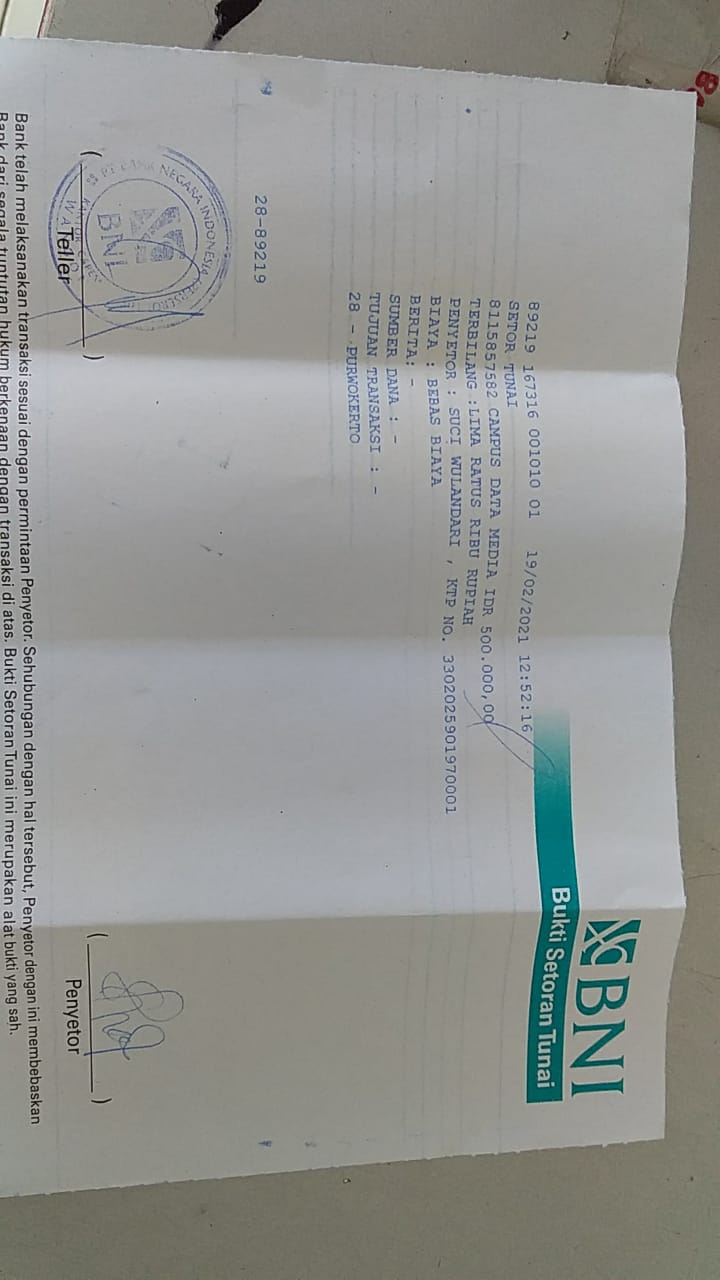 BNI
Bukti Setoran Tunai
89219 167316 001010 01 19/02/2021 12:52:16
SETOR TUNAI
8115857582 CAMPUS DATA MEDIA IDR 500.000,00
TERBILANG :LIMA RATUS RIBU RUPIAH
PENYETOR : SUCI WULANDARI , KTP NO. 3302025901970001
BIAYA : BEBAS BIAYA
BERITA: -
SUMBER DANA : -
TUJUAN TRANSAKSI : -
28 - PURWOKERTO
28-89219
PT BANK NEGARA INDONESIA
BNI
( )
Teller
( )
Penyetor
Bank telah melaksanakan transaksi sesuai dengan permintaan Penyetor. Sehubungan dengan hal tersebut, Penyetor dengan ini membebaskan
Bank dari segala tuntutan hukum berkenaan dengan transaksi di atas. Bukti Setoran Tunai ini merupakan alat bukti yang sah.